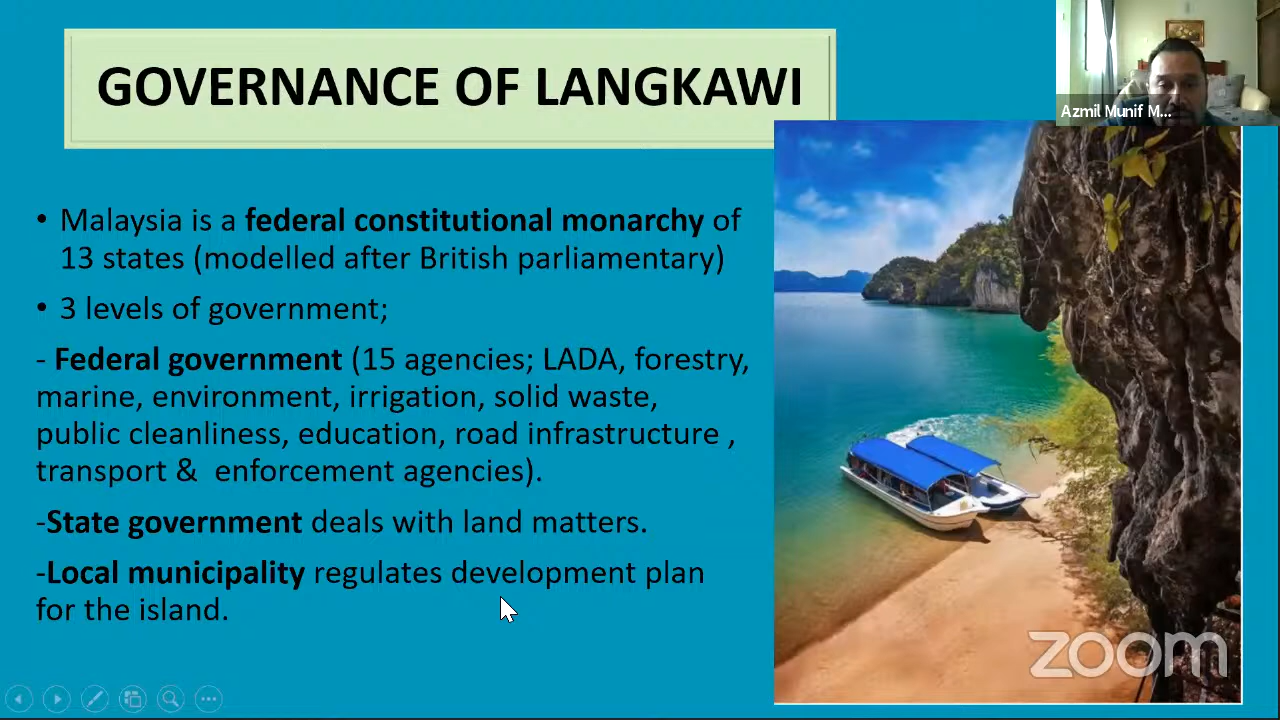 GOVERNANCE OF LANGKAWI
Azmil Munif M...
• Malaysia is a federal constitutional monarchy of
13 states (modelled after British parliamentary)
• 3 levels of government;
- Federal government (15 agencies; LADA, forestry,
marine, environment, irrigation, solid waste,
public cleanliness, education, road infrastructure ,
transport &  enforcement agencies).
-State government deals with land matters.
-Local municipality regulates development plan
for the island.
zoom